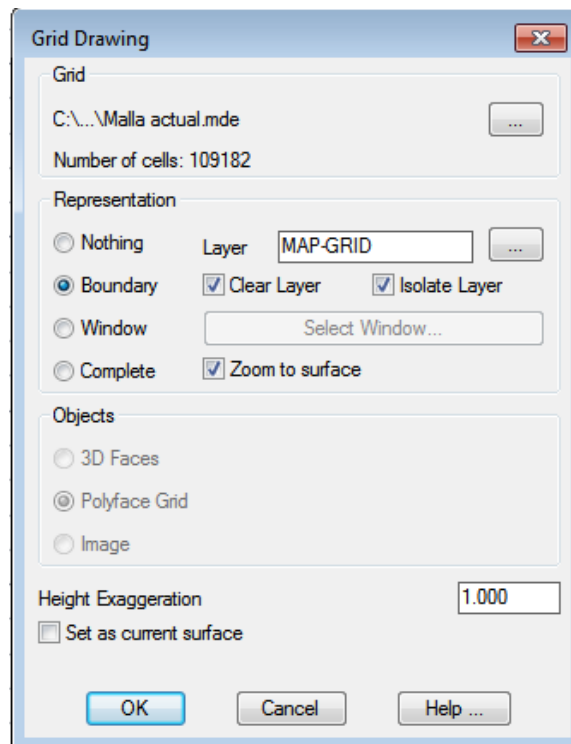 Grid Drawing
Grid
C:\...\Malla actual.mde ...
Number of cells: 109182
Representation
Nothing Layer MAP-GRID ...
Boundary Clear Layer Isolate Layer
Window Select Window...
Complete Zoom to surface
Objects
3D Faces
Polyface Grid
Image
Height Exaggeration 1.000
Set as current surface
OK Cancel Help ...